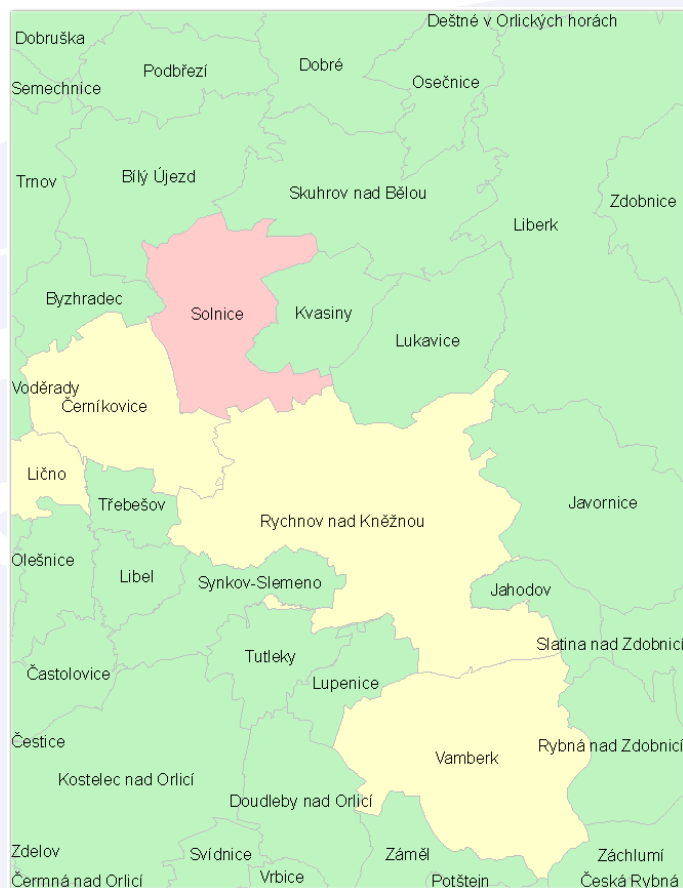 Deštné v Orlických horách
Dobruška
Podbřezí
Dobré
Osečnice
Semechnice
Trnov
Bílý Újezd
Skuhrov nad Bělou
Zdobnice
Liberk
Byzhradec
Solnice
Kvasiny
Lukavice
Voděrady
Černíkovice
Lično
Třebešov
Rychnov nad Kněžnou
Javornice
Olešnice
Libel
Synkov-Slemeno
Jahodov
Slatina nad Zdobnicí
Tutleky
Častolovice
Lupenice
Čestice
Rybná nad Zdobnicí
Vamberk
Kostelec nad Orlicí
Doudleby nad Orlicí
Zdelov
Svídnice
Záměl
Záchlumí
Čermná nad Orlicí
Vrbice
Potštejn
Česká Rybná